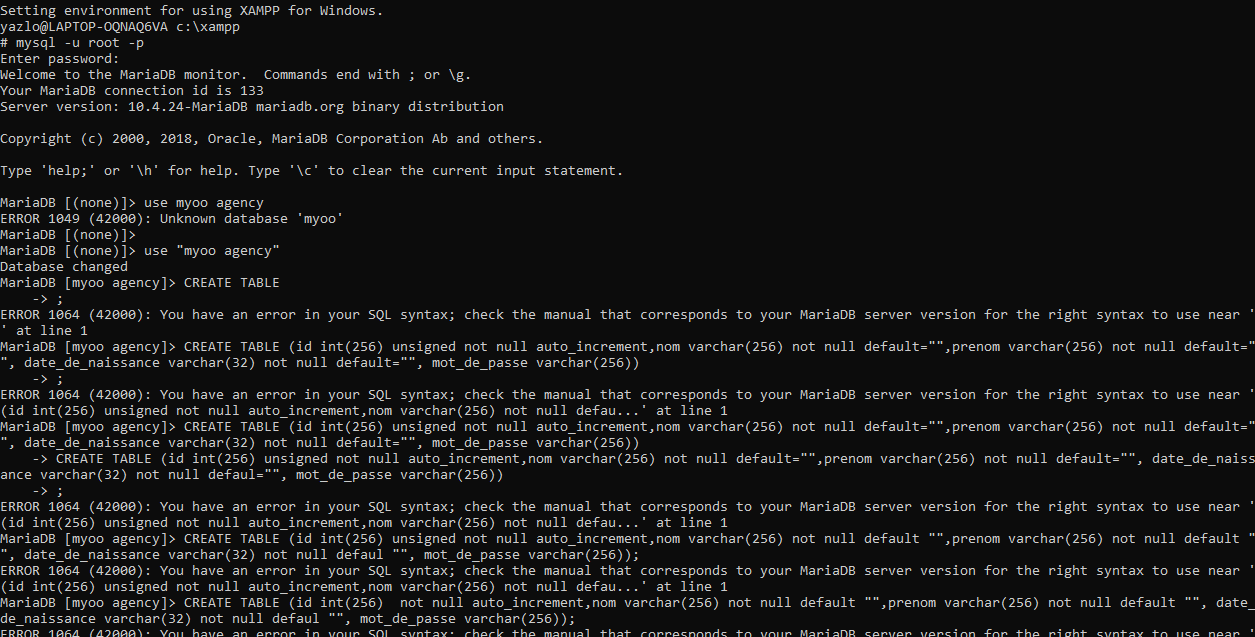 Setting environment for using XAMPP for Windows.
yazlo@LAPTOP-OQNAQ6VA c:\xampp
# mysql -u root -p
Enter password:
Welcome to the MariaDB monitor.  Commands end with ; or \g.
Your MariaDB connection id is 133
Server version: 10.4.24-MariaDB mariadb.org binary distribution

Copyright (c) 2000, 2018, Oracle, MariaDB Corporation Ab and others.

Type 'help;' or '\h' for help. Type '\c' to clear the current input statement.

MariaDB [(none)]> use myoo agency
ERROR 1049 (42000): Unknown database 'myoo'
MariaDB [(none)]>
MariaDB [(none)]> use "myoo agency"
Database changed
MariaDB [myoo agency]> CREATE TABLE
    -> ;
ERROR 1064 (42000): You have an error in your SQL syntax; check the manual that corresponds to your MariaDB server version for the right syntax to use near '
' at line 1
MariaDB [myoo agency]> CREATE TABLE (id int(256) unsigned not null auto_increment,nom varchar(256) not null default="",prenom varchar(256) not null default="
", date_de_naissance varchar(32) not null default="", mot_de_passe varchar(256))
    -> ;
ERROR 1064 (42000): You have an error in your SQL syntax; check the manual that corresponds to your MariaDB server version for the right syntax to use near '
(id int(256) unsigned not null auto_increment,nom varchar(256) not null defau...' at line 1
MariaDB [myoo agency]> CREATE TABLE (id int(256) unsigned not null auto_increment,nom varchar(256) not null default="",prenom varchar(256) not null default="
", date_de_naissance varchar(32) not null default="", mot_de_passe varchar(256))
    -> CREATE TABLE (id int(256) unsigned not null auto_increment,nom varchar(256) not null default="",prenom varchar(256) not null default="", date_de_naiss
ance varchar(32) not null defaul="", mot_de_passe varchar(256))
    -> ;
ERROR 1064 (42000): You have an error in your SQL syntax; check the manual that corresponds to your MariaDB server version for the right syntax to use near '
(id int(256) unsigned not null auto_increment,nom varchar(256) not null defau...' at line 1
MariaDB [myoo agency]> CREATE TABLE (id int(256) unsigned not null auto_increment,nom varchar(256) not null default "",prenom varchar(256) not null default "
", date_de_naissance varchar(32) not null defaul "", mot_de_passe varchar(256));
ERROR 1064 (42000): You have an error in your SQL syntax; check the manual that corresponds to your MariaDB server version for the right syntax to use near '
(id int(256) unsigned not null auto_increment,nom varchar(256) not null defau...' at line 1
MariaDB [myoo agency]> CREATE TABLE (id int(256)  not null auto_increment,nom varchar(256) not null default "",prenom varchar(256) not null default "", date_
de_naissance varchar(32) not null defaul "", mot_de_passe varchar(256));
ERROR 1064 (42000): You have an error in your SQL syntax; check the manual that corresponds to your MariaDB server version for the right syntax to use near '